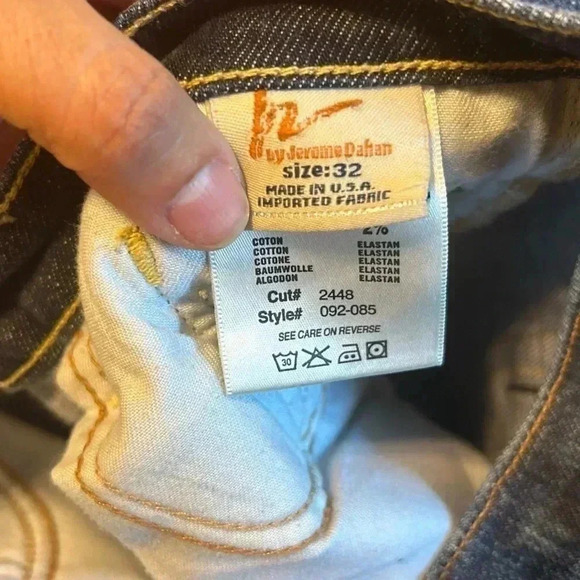 by Jerome Dahan
size:32
MADE IN U.S.A.
IMPORTED FABRIC
2%
COTON ELASTAN
COTTON ELASTAN
COTONE ELASTAN
BAUMWOLLE ELASTAN
ALGODON ELASTAN
Cut# 2448
Style# 092-085
SEE CARE ON REVERSE
30